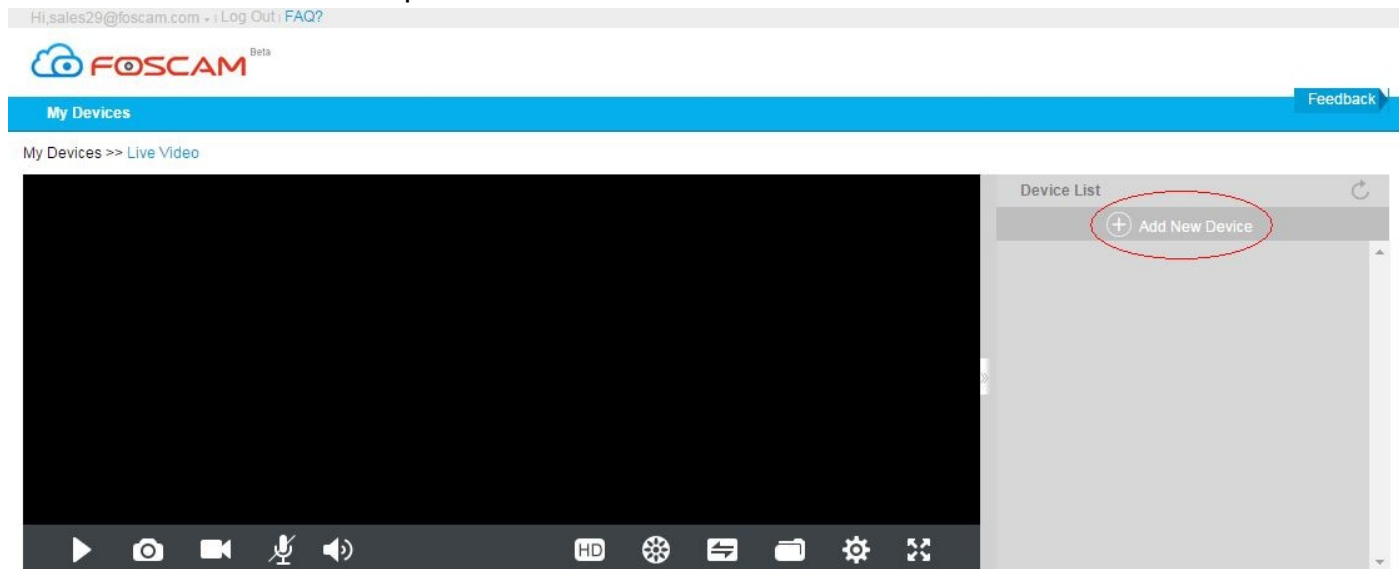 Hi,sales29@foscam.com | Log Out | FAQ?
FOSCAM Beta
Feedback
My Devices
My Devices >> Live Video
Device List
Add New Device
HD